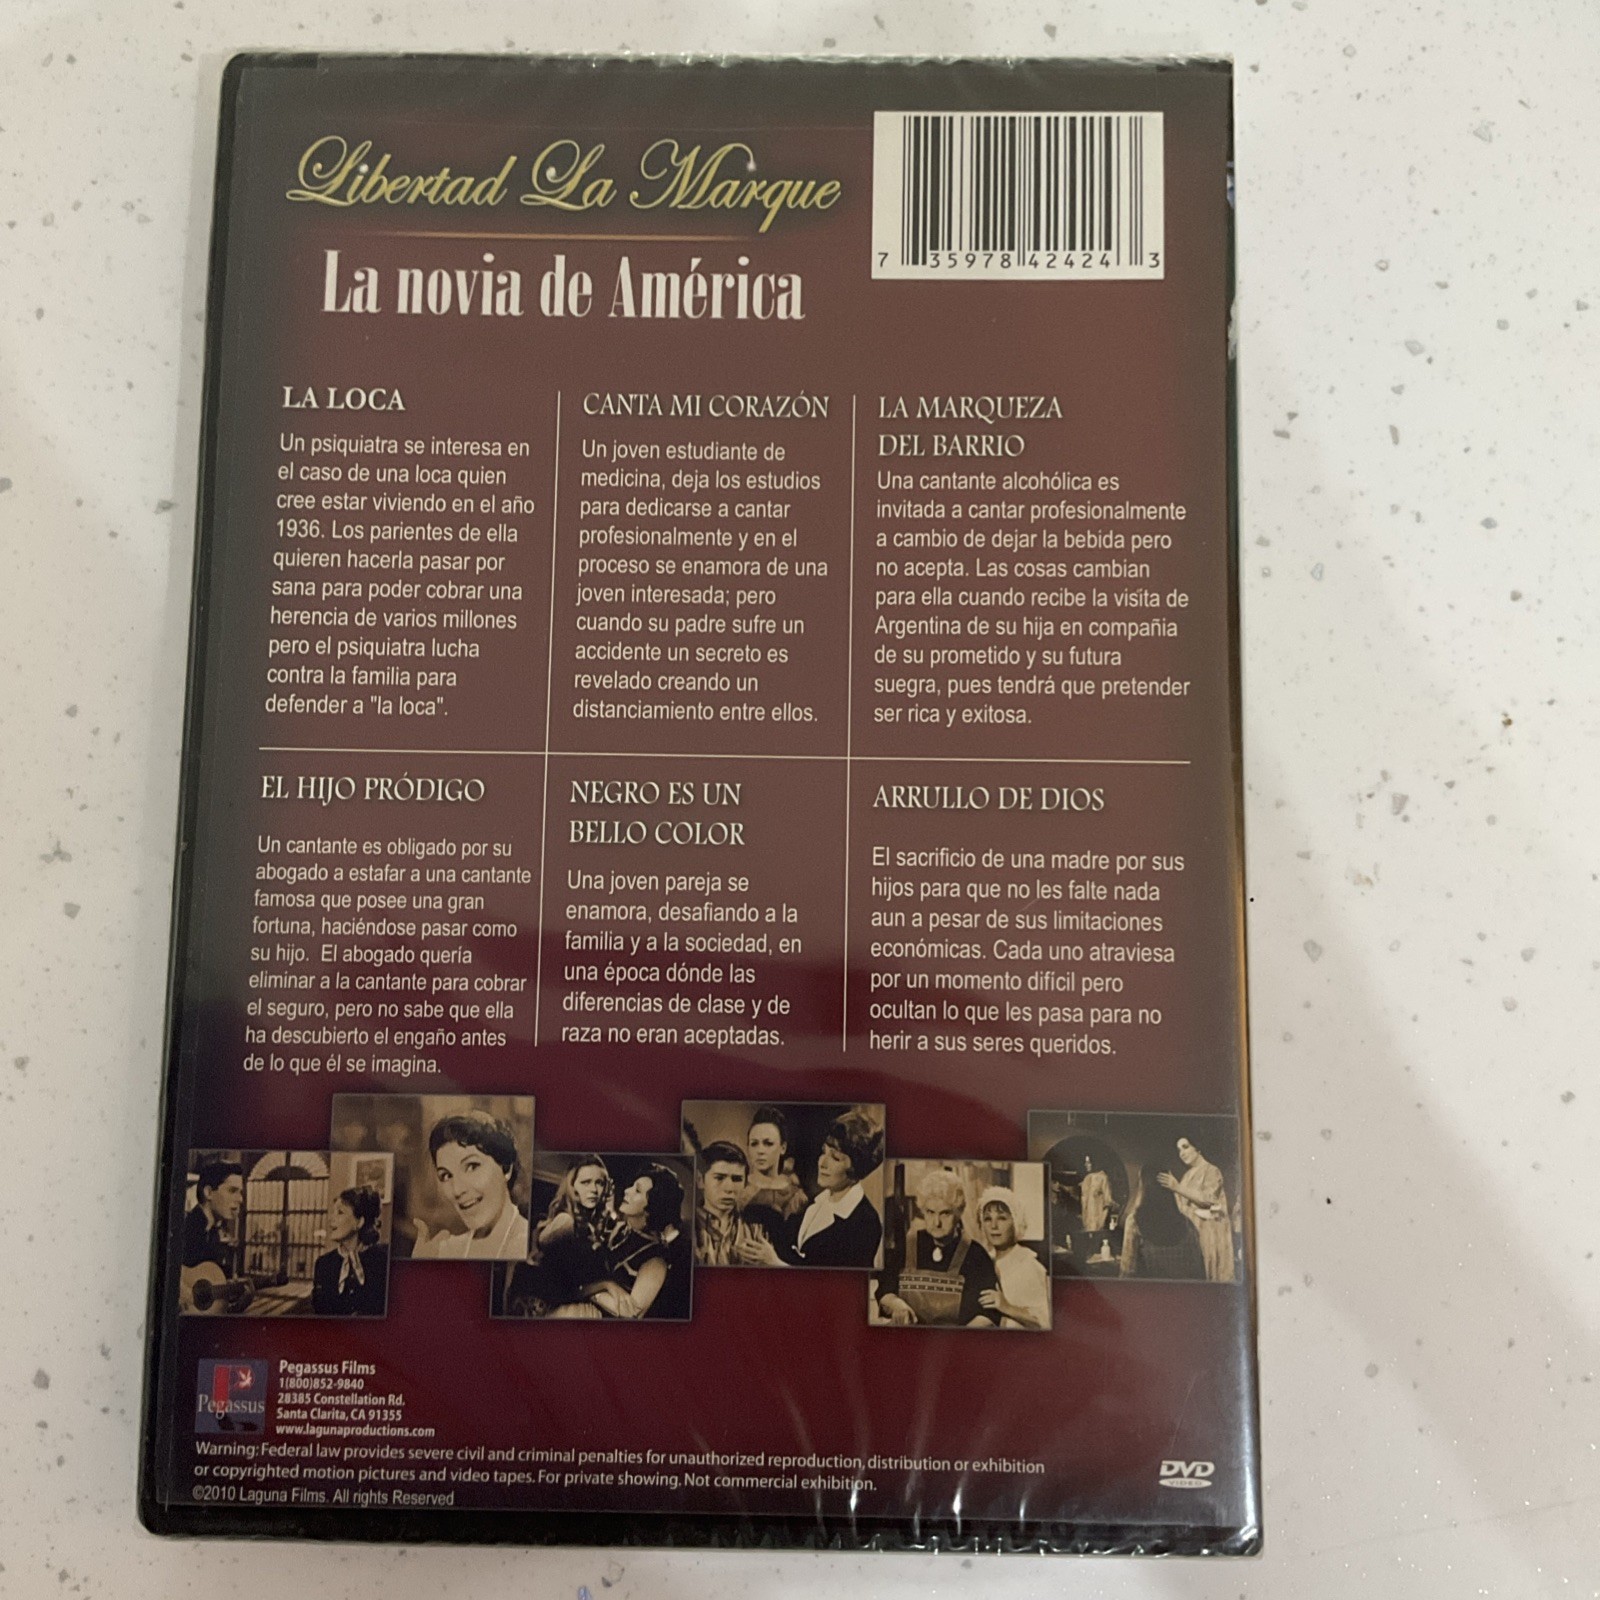 Libertad La Marque
La novia de América
7 35978 42424 3
LA LOCA
Un psiquiatra se interesa en
el caso de una loca quien
cree estar viviendo en el año
1936. Los parientes de ella
quieren hacerla pasar por
sana para poder cobrar una
herencia de varios millones
pero el psiquiatra lucha
contra la familia para
defender a "la loca".
CANTA MI CORAZÓN
Un joven estudiante de
medicina, deja los estudios
para dedicarse a cantar
profesionalmente y en el
proceso se enamora de una
joven interesada; pero
cuando su padre sufre un
accidente un secreto es
revelado creando un
distanciamiento entre ellos.
LA MARQUEZA
DEL BARRIO
Una cantante alcohólica es
invitada a cantar profesionalmente
a cambio de dejar la bebida pero
no acepta. Las cosas cambian
para ella cuando recibe la visita de
Argentina de su hija en compañia
de su prometido y su futura
suegra, pues tendrá que pretender
ser rica y exitosa.
EL HIJO PRÓDIGO
Un cantante es obligado por su
abogado a estafar a una cantante
famosa que posee una gran
fortuna, haciéndose pasar como
su hijo. El abogado quería
eliminar a la cantante para cobrar
el seguro, pero no sabe que ella
ha descubierto el engaño antes
de lo que él se imagina.
NEGRO ES UN
BELLO COLOR
Una joven pareja se
enamora, desafiando a la
familia y a la sociedad, en
una época dónde las
diferencias de clase y de
raza no eran aceptadas.
ARRULLO DE DIOS
El sacrificio de una madre por sus
hijos para que no les falte nada
aun a pesar de sus limitaciones
económicas. Cada uno atraviesa
por un momento difícil pero
ocultan lo que les pasa para no
herir a sus seres queridos.
Pegassus
Pegassus Films
1(800)852-9840
28385 Constellation Rd.
Santa Clarita, CA 91355
www.lagunaproductions.com
Warning: Federal law provides severe civil and criminal penalties for unauthorized reproduction, distribution or exhibition
or copyrighted motion pictures and video tapes. For private showing. Not commercial exhibition.
©2010 Laguna Films. All rights Reserved
DVD
VIDEO